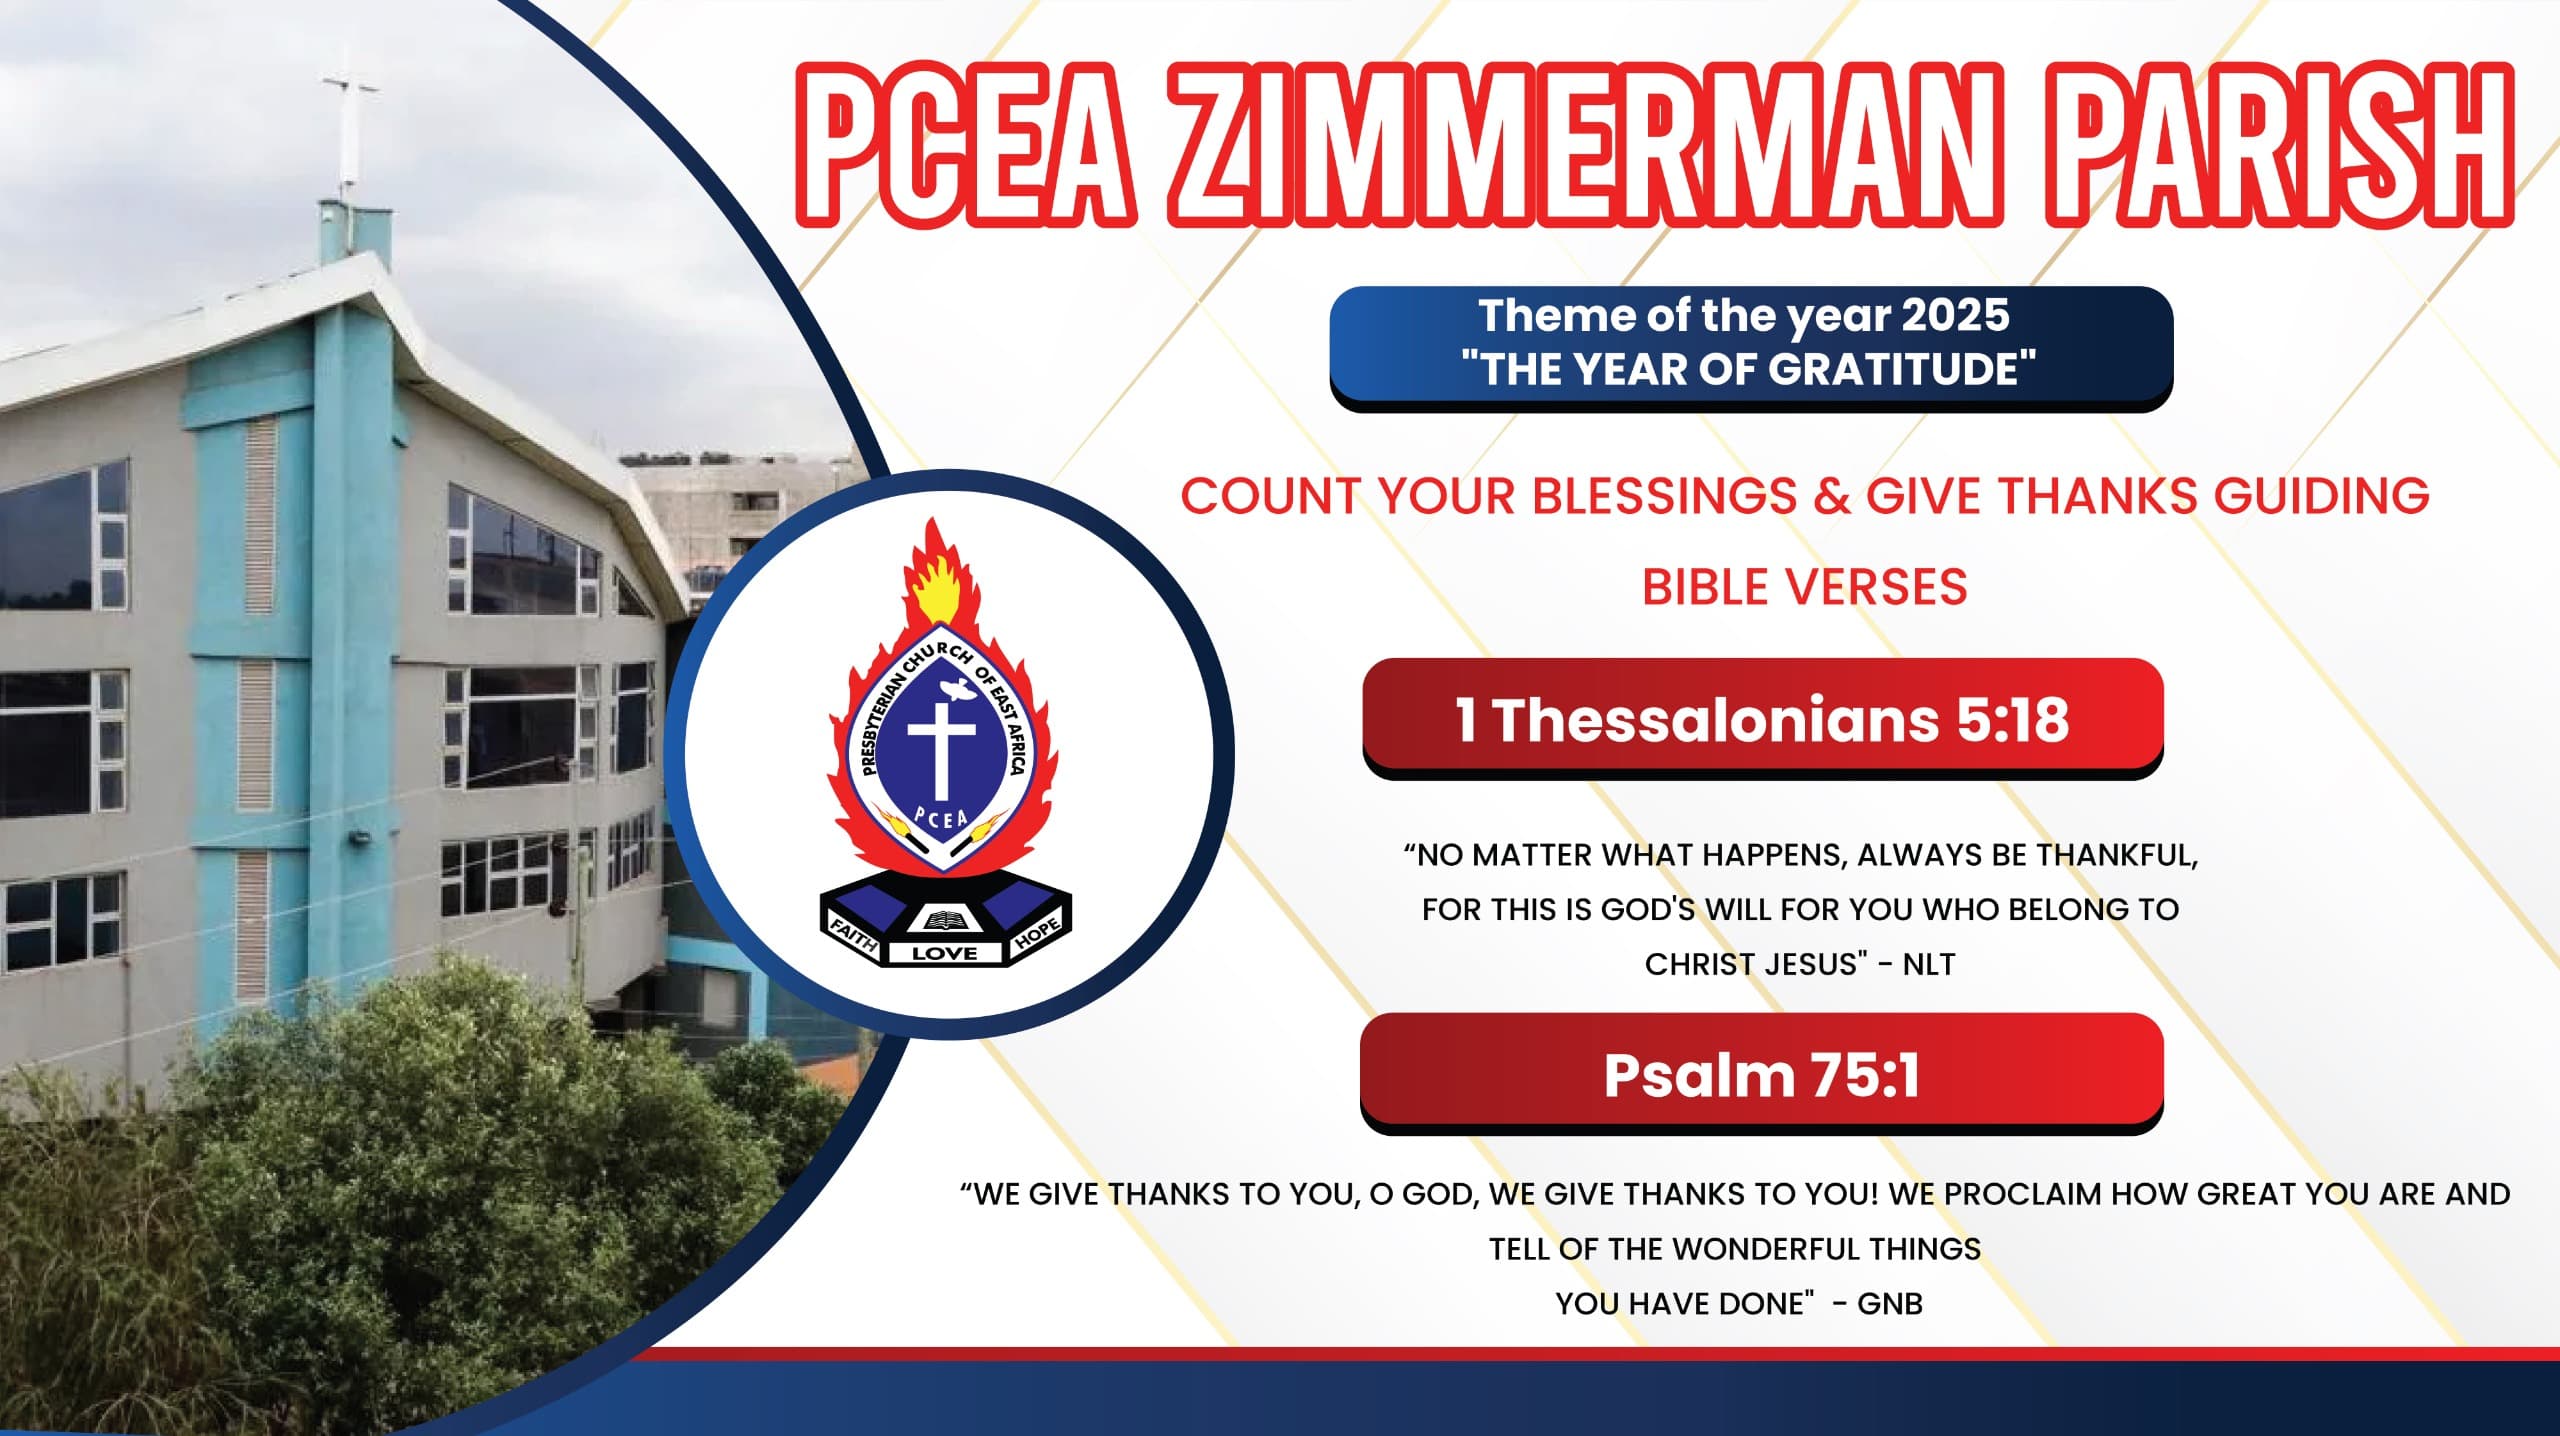 PCEA ZIMMERMAN PARISH
Theme of the year 2025
"THE YEAR OF GRATITUDE"
COUNT YOUR BLESSINGS & GIVE THANKS GUIDING
BIBLE VERSES
1 Thessalonians 5:18
“NO MATTER WHAT HAPPENS, ALWAYS BE THANKFUL,
FOR THIS IS GOD'S WILL FOR YOU WHO BELONG TO
CHRIST JESUS" - NLT
Psalm 75:1
“WE GIVE THANKS TO YOU, O GOD, WE GIVE THANKS TO YOU! WE PROCLAIM HOW GREAT YOU ARE AND
TELL OF THE WONDERFUL THINGS
YOU HAVE DONE" - GNB
PRESBYTERIAN CHURCH OF EAST AFRICA
PCEA
FAITH
LOVE
HOPE